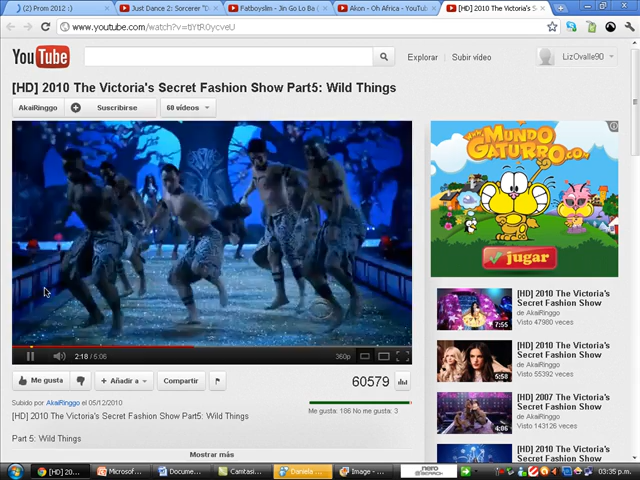 (2) Prom 2012 :)
Just Dance 2: Sorcerer "D
Fatboyslim - Jin Go Lo Ba (
Akon - Oh Africa - YouTu
[HD] 2010 The Victoria's S
www.youtube.com/watch?v=tiYtR0ycveU
YouTube
Explorar
Subir vídeo
LizOvalle90
[HD] 2010 The Victoria's Secret Fashion Show Part5: Wild Things
AkaiRinggo
Suscribirse
60 vídeos
www.MUNDO
GATURRO.com
jugar
2:18 / 5:06
360p
Me gusta
Añadir a
Compartir
60579
Subido por AkaiRinggo el 05/12/2010
Me gusta: 186 No me gusta: 3
[HD] 2010 The Victoria's Secret Fashion Show Part5: Wild Things
Part 5: Wild Things
Mostrar más
7:55
[HD] 2010 The Victoria's
Secret Fashion Show
de AkaiRinggo
Visto 47980 veces
5:58
[HD] 2010 The Victoria's
Secret Fashion Show
de AkaiRinggo
Visto 55392 veces
4:06
[HD] 2007 The Victoria's
Secret Fashion Show
de AkaiRinggo
Visto 143126 veces
[HD] 2010 The Victoria's
Secret Fashion Show
Inicio
[HD] 20...
Microsof...
Docume...
Camtasi...
Daniela ...
Image - ...
nero
SEARCH
03:35 p.m.